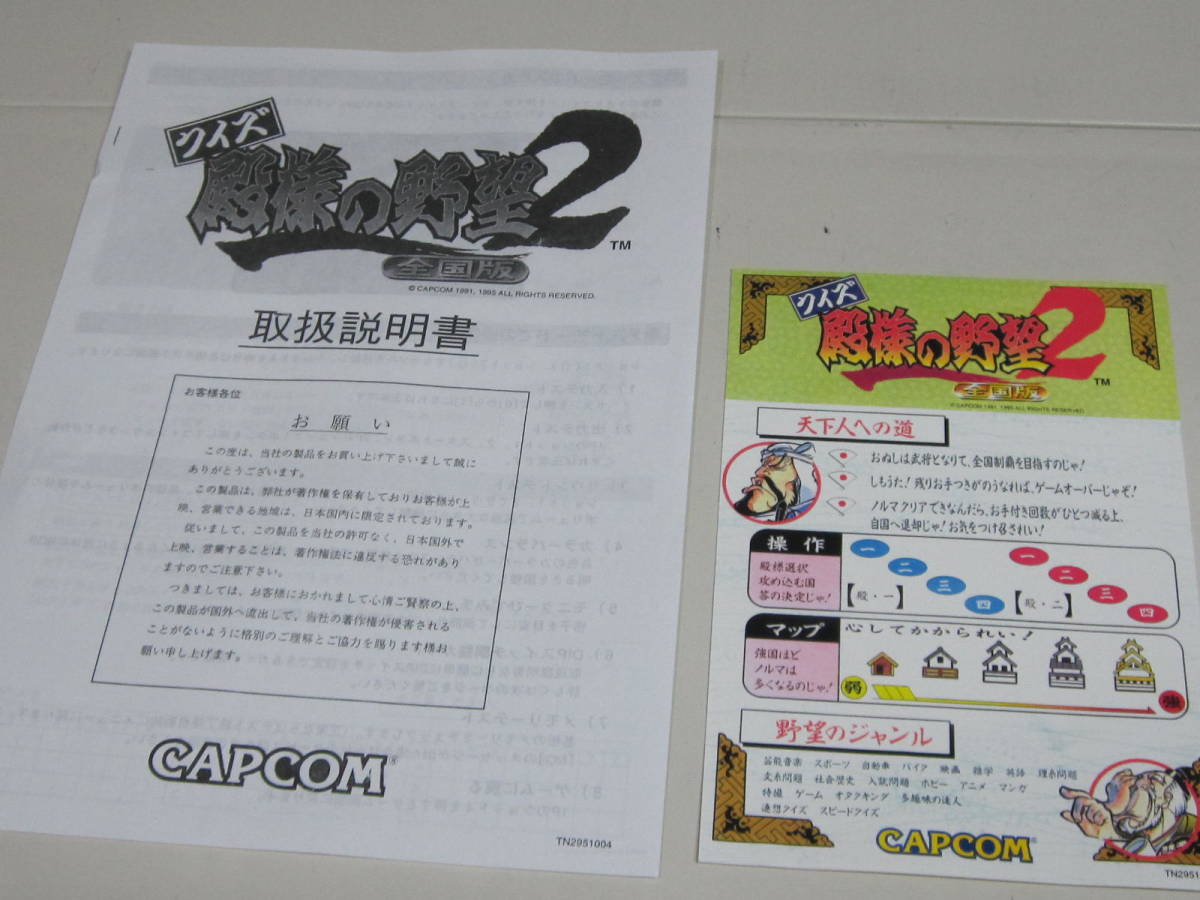 クイズ
殿様の野望2
TM
全国版
© CAPCOM 1991, 1995 ALL RIGHTS RESERVED.
取扱説明書
お客様各位
お願い
この度は、当社の製品をお買い上げ下さいまして誠に
ありがとうございます。
この製品は、弊社が著作権を保有しておりお客様が上
映、営業できる地域は、日本国内に限定されております。
従いまして、この製品を当社の許可なく、日本国外で
上映、営業することは、著作権法に違反する恐れがあり
ますのでご注意下さい。
つきましては、お客様におかれまして心情ご賢察の上、
この製品が国外へ流出して、当社の著作権が侵害される
ことがないように格別のご理解とご協力を賜ります様お
願い申し上げます。
CAPCOM®
TN2951004
クイズ
殿様の野望2
TM
全国版
© CAPCOM 1991, 1995 ALL RIGHTS RESERVED.
天下人への道
おぬしは武将となりて、全国制覇を目指すのじゃ!
しもうた!残りお手つきがのうなれば、ゲームオーバーじゃぞ!
ノルマクリアできなんだら、お手付き回数がひとつ減る上、
自国へ退却じゃ!お気をつけ召されい!
操作
殿様選択
攻め込む国
答の決定じゃ!
一 二 三 四
【殿・一】
一 二 三 四
【殿・二】
マップ
心してかかられい!
強国ほど
ノルマは
多くなるのじゃ!
弱
強
野望のジャンル
芸能音楽 スポーツ 自動車 バイク 映画 雑学 英語 理系問題
文系問題 社会歴史 入試問題 ホビー アニメ マンガ
特撮 ゲーム オタクキング 多趣味の達人
連想クイズ スピードクイズ
CAPCOM
TN2951